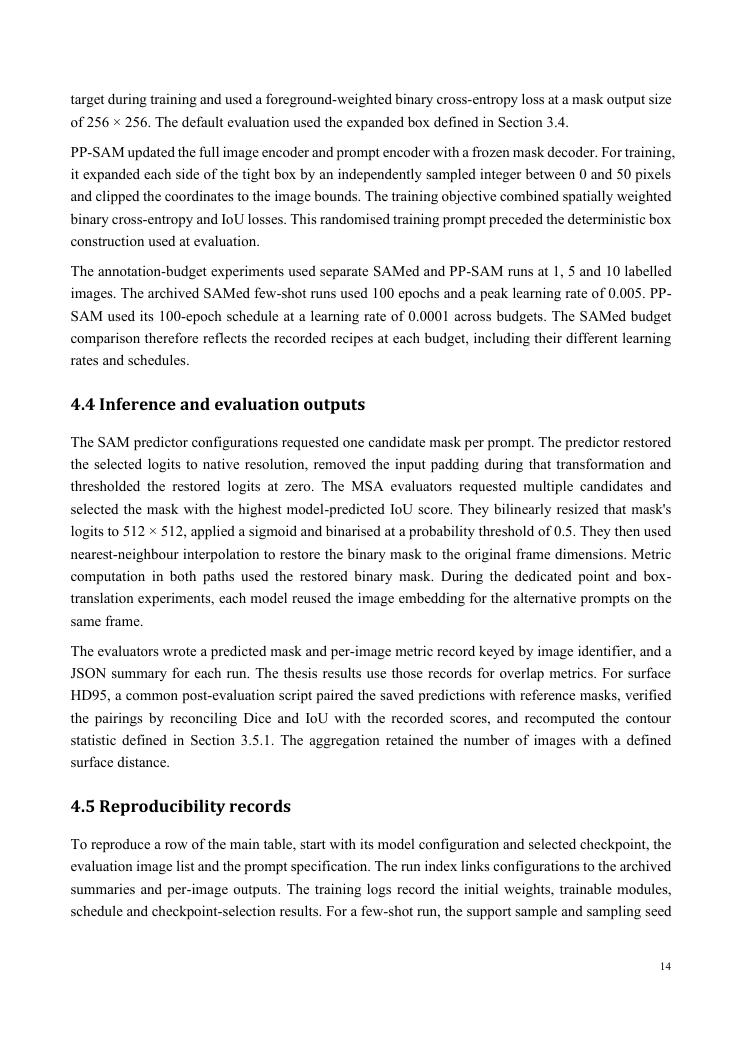 target during training and used a foreground-weighted binary cross-entropy loss at a mask output size
of 256 × 256. The default evaluation used the expanded box defined in Section 3.4.
PP-SAM updated the full image encoder and prompt encoder with a frozen mask decoder. For training,
it expanded each side of the tight box by an independently sampled integer between 0 and 50 pixels
and clipped the coordinates to the image bounds. The training objective combined spatially weighted
binary cross-entropy and IoU losses. This randomised training prompt preceded the deterministic box
construction used at evaluation.
The annotation-budget experiments used separate SAMed and PP-SAM runs at 1, 5 and 10 labelled
images. The archived SAMed few-shot runs used 100 epochs and a peak learning rate of 0.005. PP-
SAM used its 100-epoch schedule at a learning rate of 0.0001 across budgets. The SAMed budget
comparison therefore reflects the recorded recipes at each budget, including their different learning
rates and schedules.
4.4 Inference and evaluation outputs
The SAM predictor configurations requested one candidate mask per prompt. The predictor restored
the selected logits to native resolution, removed the input padding during that transformation and
thresholded the restored logits at zero. The MSA evaluators requested multiple candidates and
selected the mask with the highest model-predicted IoU score. They bilinearly resized that mask's
logits to 512 × 512, applied a sigmoid and binarised at a probability threshold of 0.5. They then used
nearest-neighbour interpolation to restore the binary mask to the original frame dimensions. Metric
computation in both paths used the restored binary mask. During the dedicated point and box-
translation experiments, each model reused the image embedding for the alternative prompts on the
same frame.
The evaluators wrote a predicted mask and per-image metric record keyed by image identifier, and a
JSON summary for each run. The thesis results use those records for overlap metrics. For surface
HD95, a common post-evaluation script paired the saved predictions with reference masks, verified
the pairings by reconciling Dice and IoU with the recorded scores, and recomputed the contour
statistic defined in Section 3.5.1. The aggregation retained the number of images with a defined
surface distance.
4.5 Reproducibility records
To reproduce a row of the main table, start with its model configuration and selected checkpoint, the
evaluation image list and the prompt specification. The run index links configurations to the archived
summaries and per-image outputs. The training logs record the initial weights, trainable modules,
schedule and checkpoint-selection results. For a few-shot run, the support sample and sampling seed
14